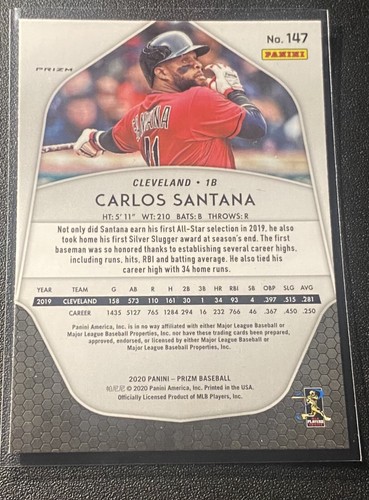 No. 147
PANINI
PRIZM
SANTANA
41
CLEVELAND • 1B
CARLOS SANTANA
HT: 5' 11" WT: 210 BATS: B THROWS: R
Not only did Santana earn his first All-Star selection in 2019, he also
took home his first Silver Slugger award at season's end. The first
baseman was so honored thanks to establishing several career highs,
including runs, hits, RBI and batting average. He also tied his
career high with 34 home runs.
YEAR TEAM G AB R H 2B 3B HR RBI SB OBP SLG AVG
2019 CLEVELAND 158 573 110 161 30 1 34 93 4 .397 .515 .281
CAREER 1435 5127 765 1284 294 16 232 766 46 .367 .450 .250
Panini America, Inc. is in no way affiliated with either Major League Baseball or
Major League Baseball Properties, Inc., nor have these trading cards been prepared,
approved, endorsed, or licensed by either Major League Baseball or
Major League Baseball Properties, Inc.
2020 PANINI – PRIZM BASEBALL
帕尼尼 © 2020 Panini America, Inc. Printed in the USA.
Officially Licensed Product of MLB Players, Inc.
PLAYERS